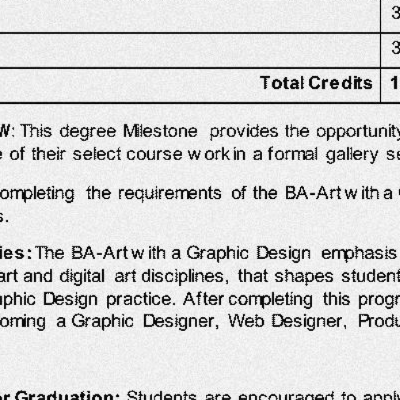 3
3
Total Credits 1
W: This degree Milestone provides the opportunity
of their select course work in a formal gallery se
ompleting the requirements of the BA-Art with a
s.
ies: The BA-Art with a Graphic Design emphasis
art and digital art disciplines, that shapes student
aphic Design practice. After completing this progr
oming a Graphic Designer, Web Designer, Produ
or Graduation: Students are encouraged to apply